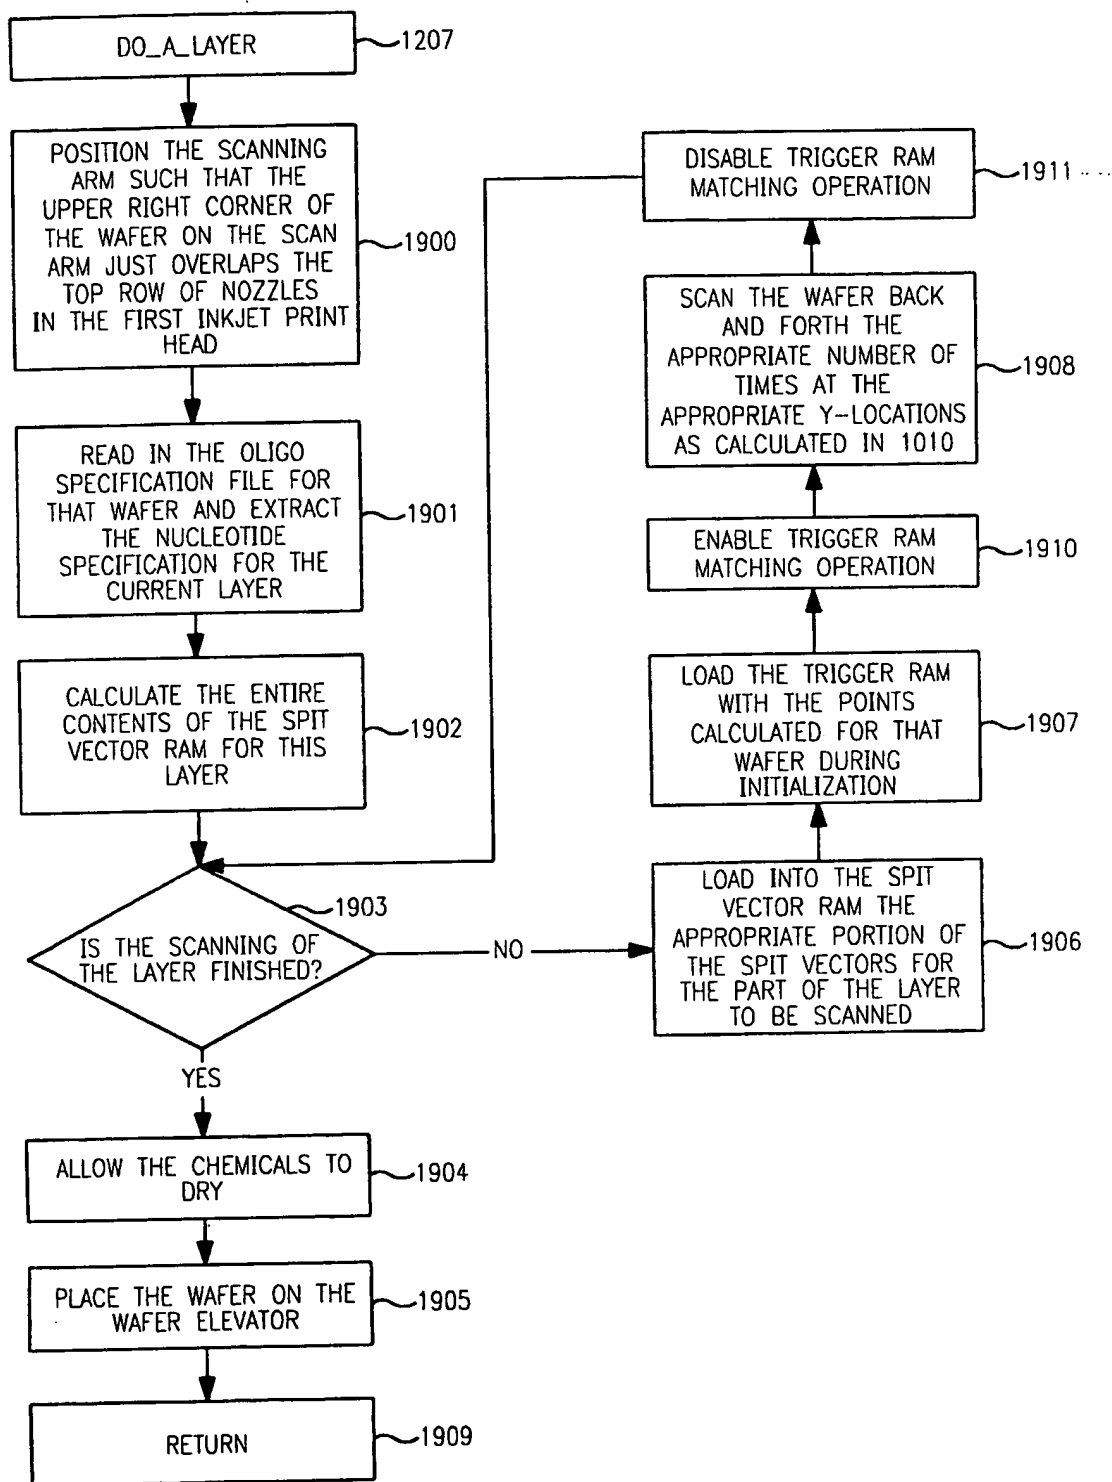 DO_A_LAYER
1207
POSITION THE SCANNING
ARM SUCH THAT THE
UPPER RIGHT CORNER OF
THE WAFER ON THE SCAN
ARM JUST OVERLAPS THE
TOP ROW OF NOZZLES
IN THE FIRST INKJET PRINT
HEAD
1900
READ IN THE OLIGO
SPECIFICATION FILE FOR
THAT WAFER AND EXTRACT
THE NUCLEOTIDE
SPECIFICATION FOR THE
CURRENT LAYER
1901
CALCULATE THE ENTIRE
CONTENTS OF THE SPIT
VECTOR RAM FOR THIS
LAYER
1902
1903
IS THE SCANNING OF
THE LAYER FINISHED?
NO
YES
ALLOW THE CHEMICALS TO
DRY
1904
PLACE THE WAFER ON THE
WAFER ELEVATOR
1905
RETURN
1909
DISABLE TRIGGER RAM
MATCHING OPERATION
1911
SCAN THE WAFER BACK
AND FORTH THE
APPROPRIATE NUMBER OF
TIMES AT THE
APPROPRIATE Y-LOCATIONS
AS CALCULATED IN 1010
1908
ENABLE TRIGGER RAM
MATCHING OPERATION
1910
LOAD THE TRIGGER RAM
WITH THE POINTS
CALCULATED FOR THAT
WAFER DURING
INITIALIZATION
1907
LOAD INTO THE SPIT
VECTOR RAM THE
APPROPRIATE PORTION OF
THE SPIT VECTORS FOR
THE PART OF THE LAYER
TO BE SCANNED
1906